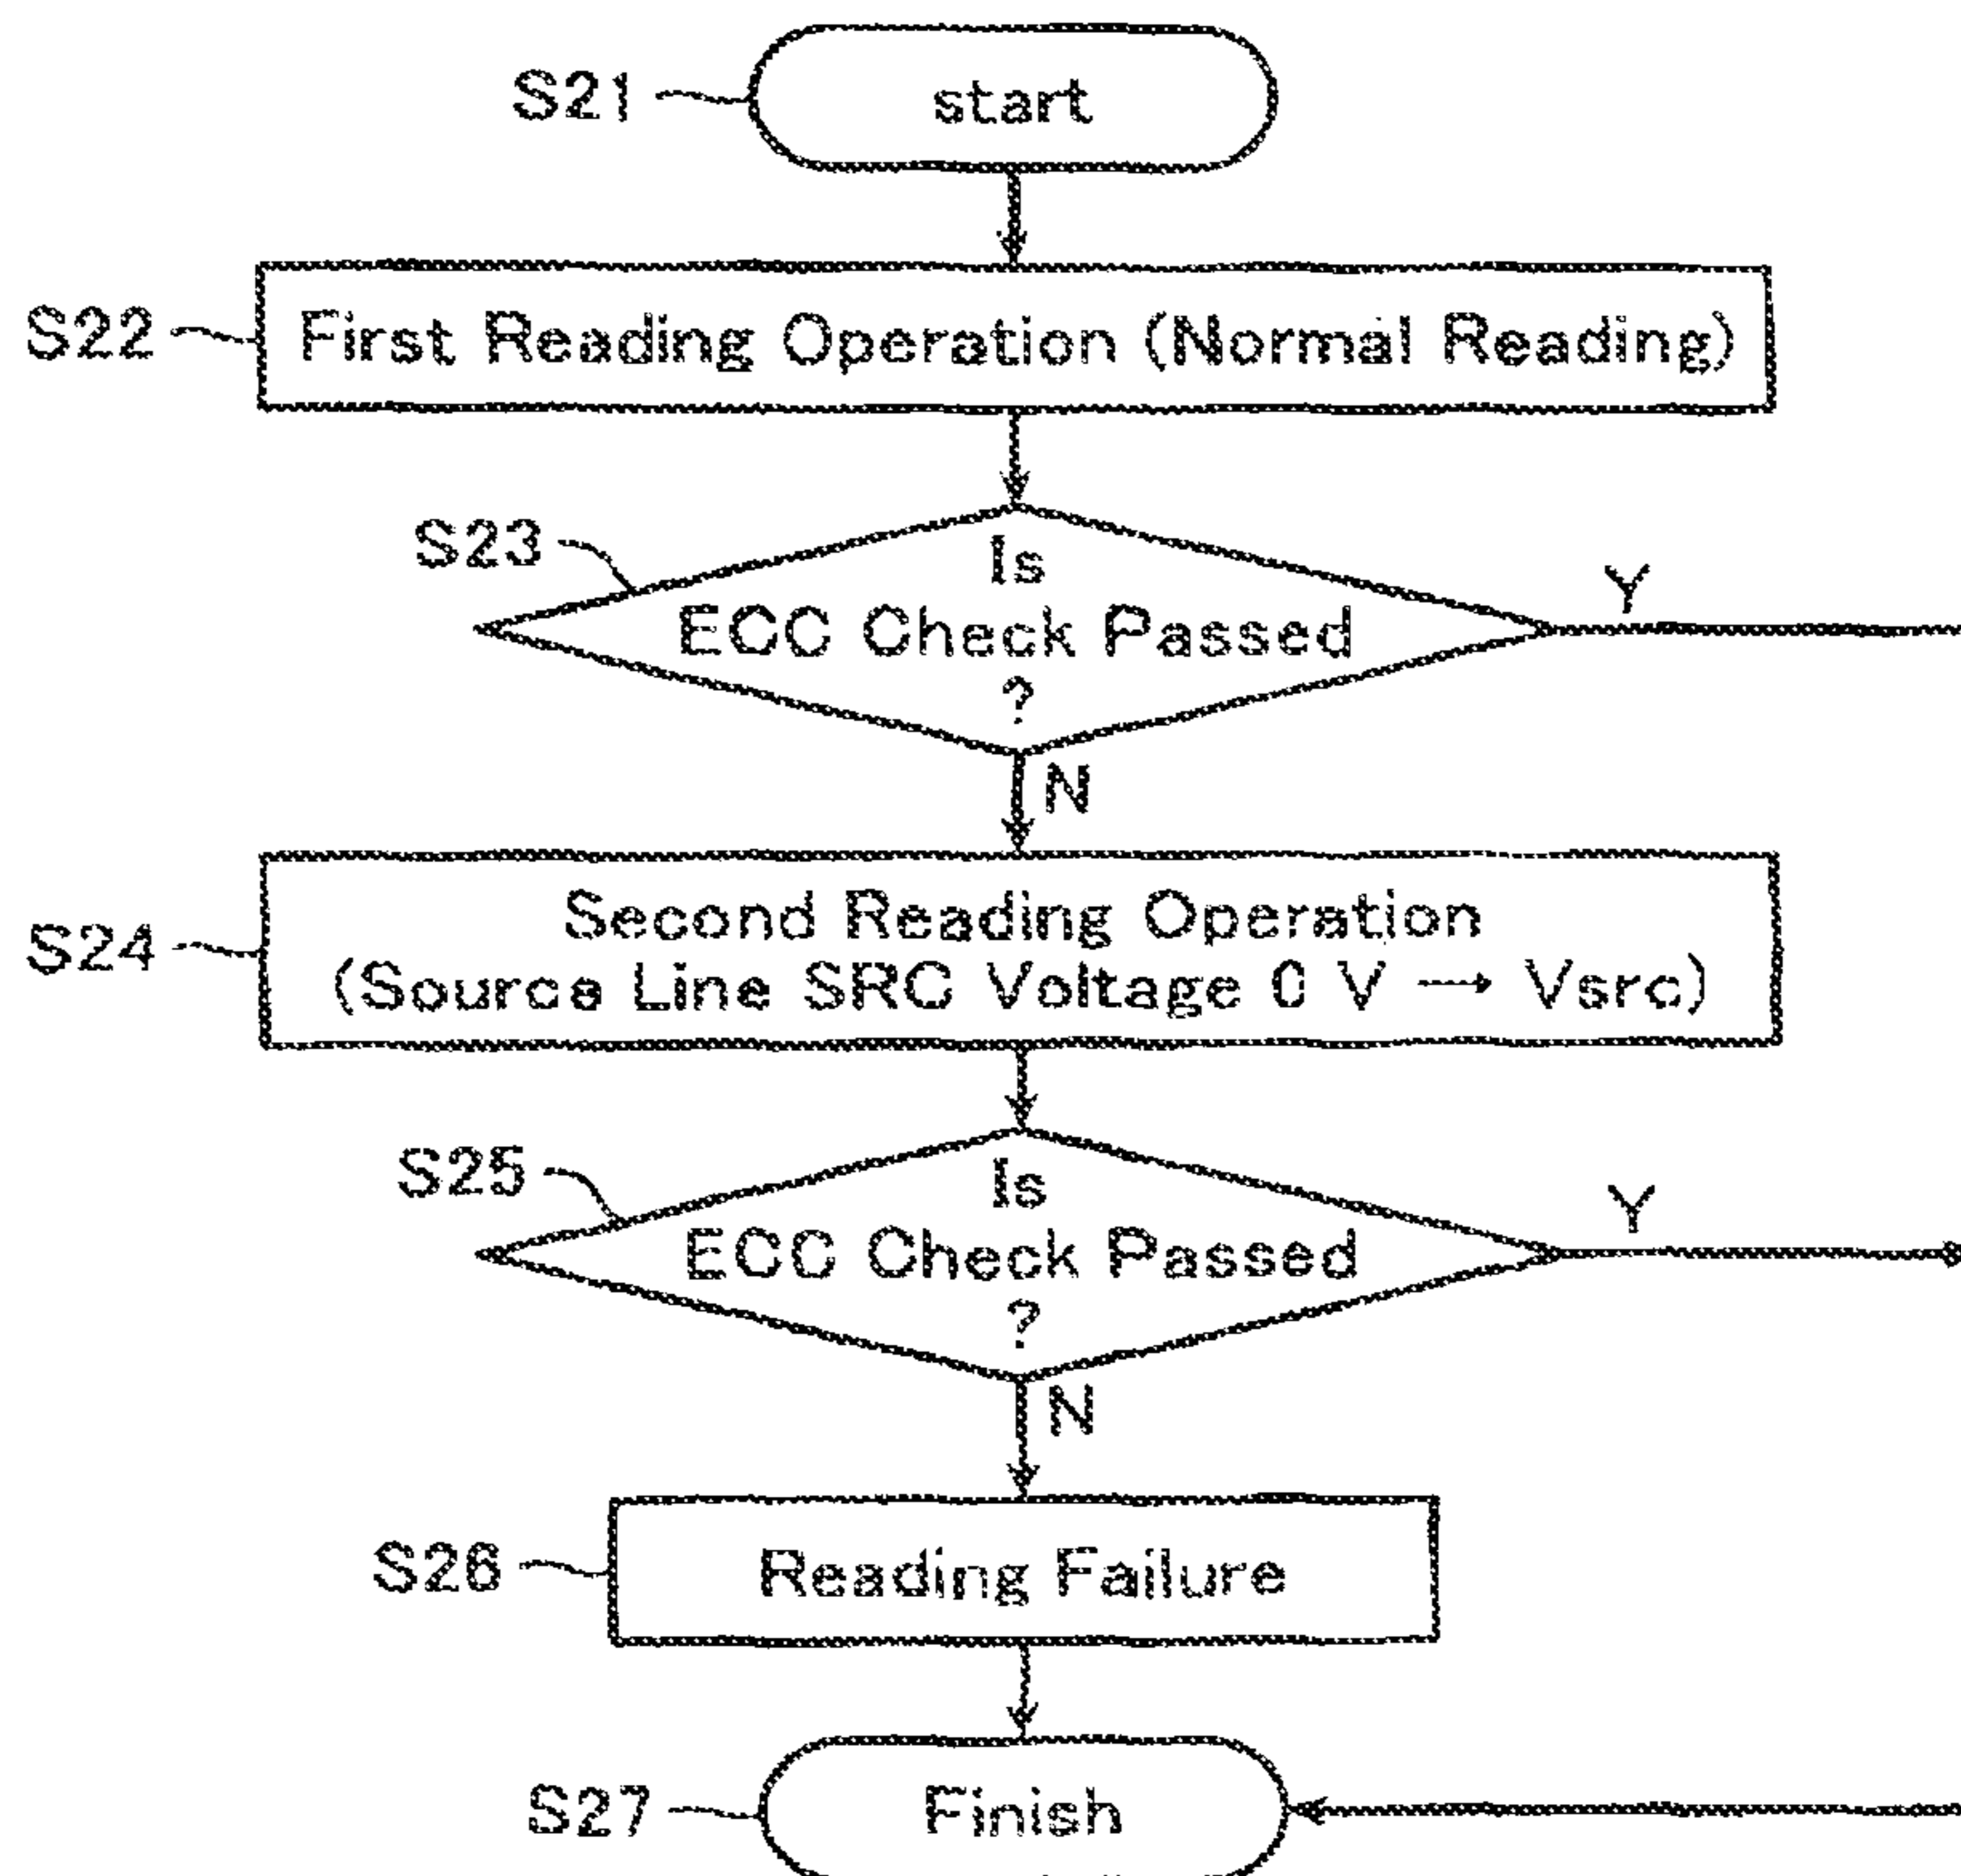 S21
start
S22
First Reading Operation (Normal Reading)
S23
Is
ECC Check Passed
?
Y
N
S24
Second Reading Operation
(Source Line SRC Voltage 0 V → Vsrc)
S25
Is
ECC Check Passed
?
Y
N
S26
Reading Failure
S27
Finish